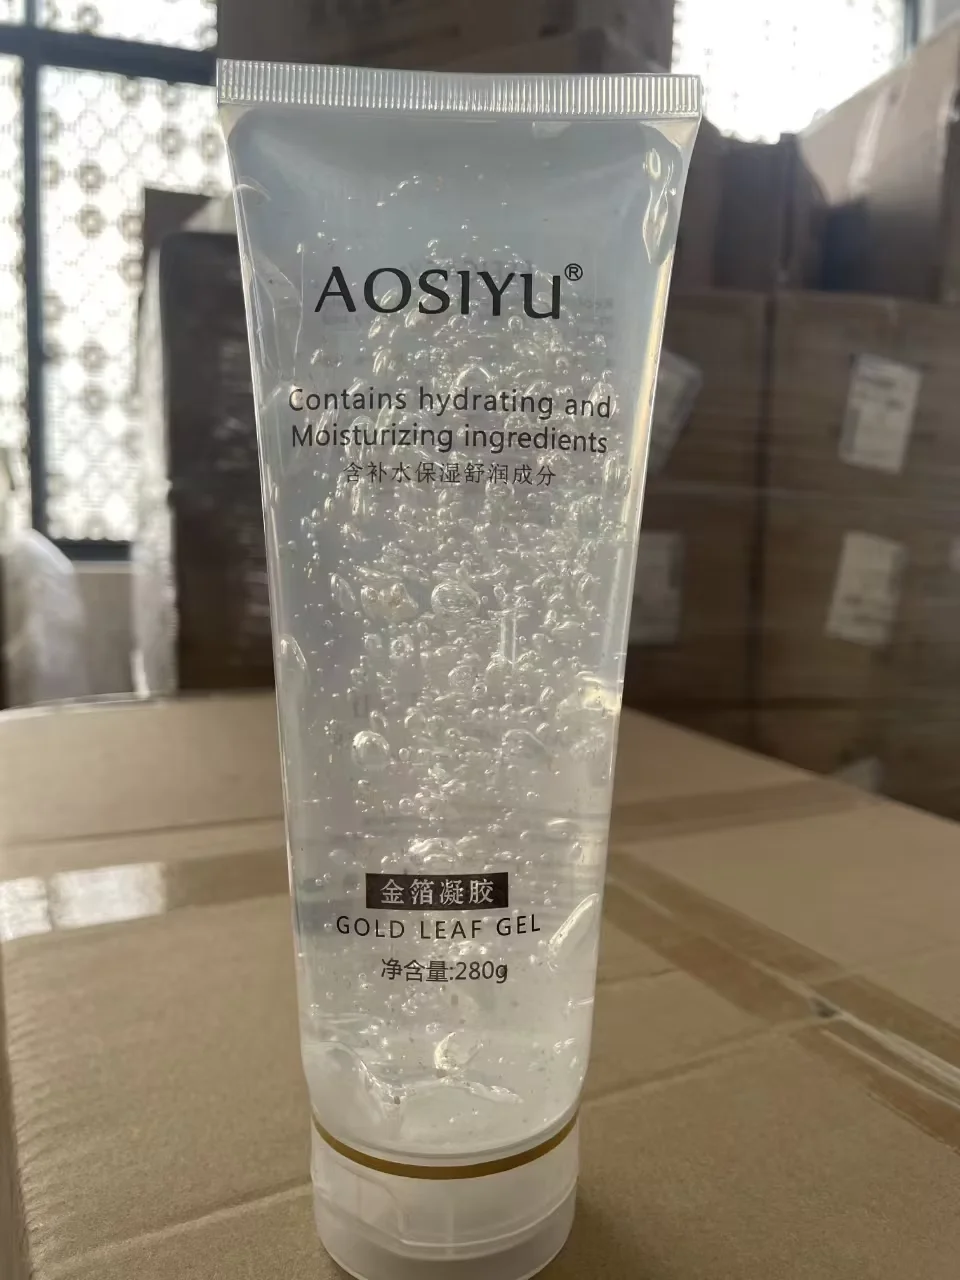 AOSIYU®
Contains hydrating and
Moisturizing ingredients
含补水保湿舒润成分
金箔凝胶
GOLD LEAF GEL
净含量:280g